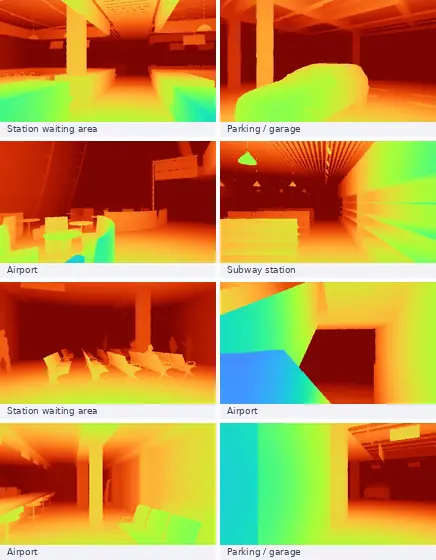 Station waiting area
Parking / garage
Airport
Subway station
Station waiting area
Airport
Airport
Parking / garage